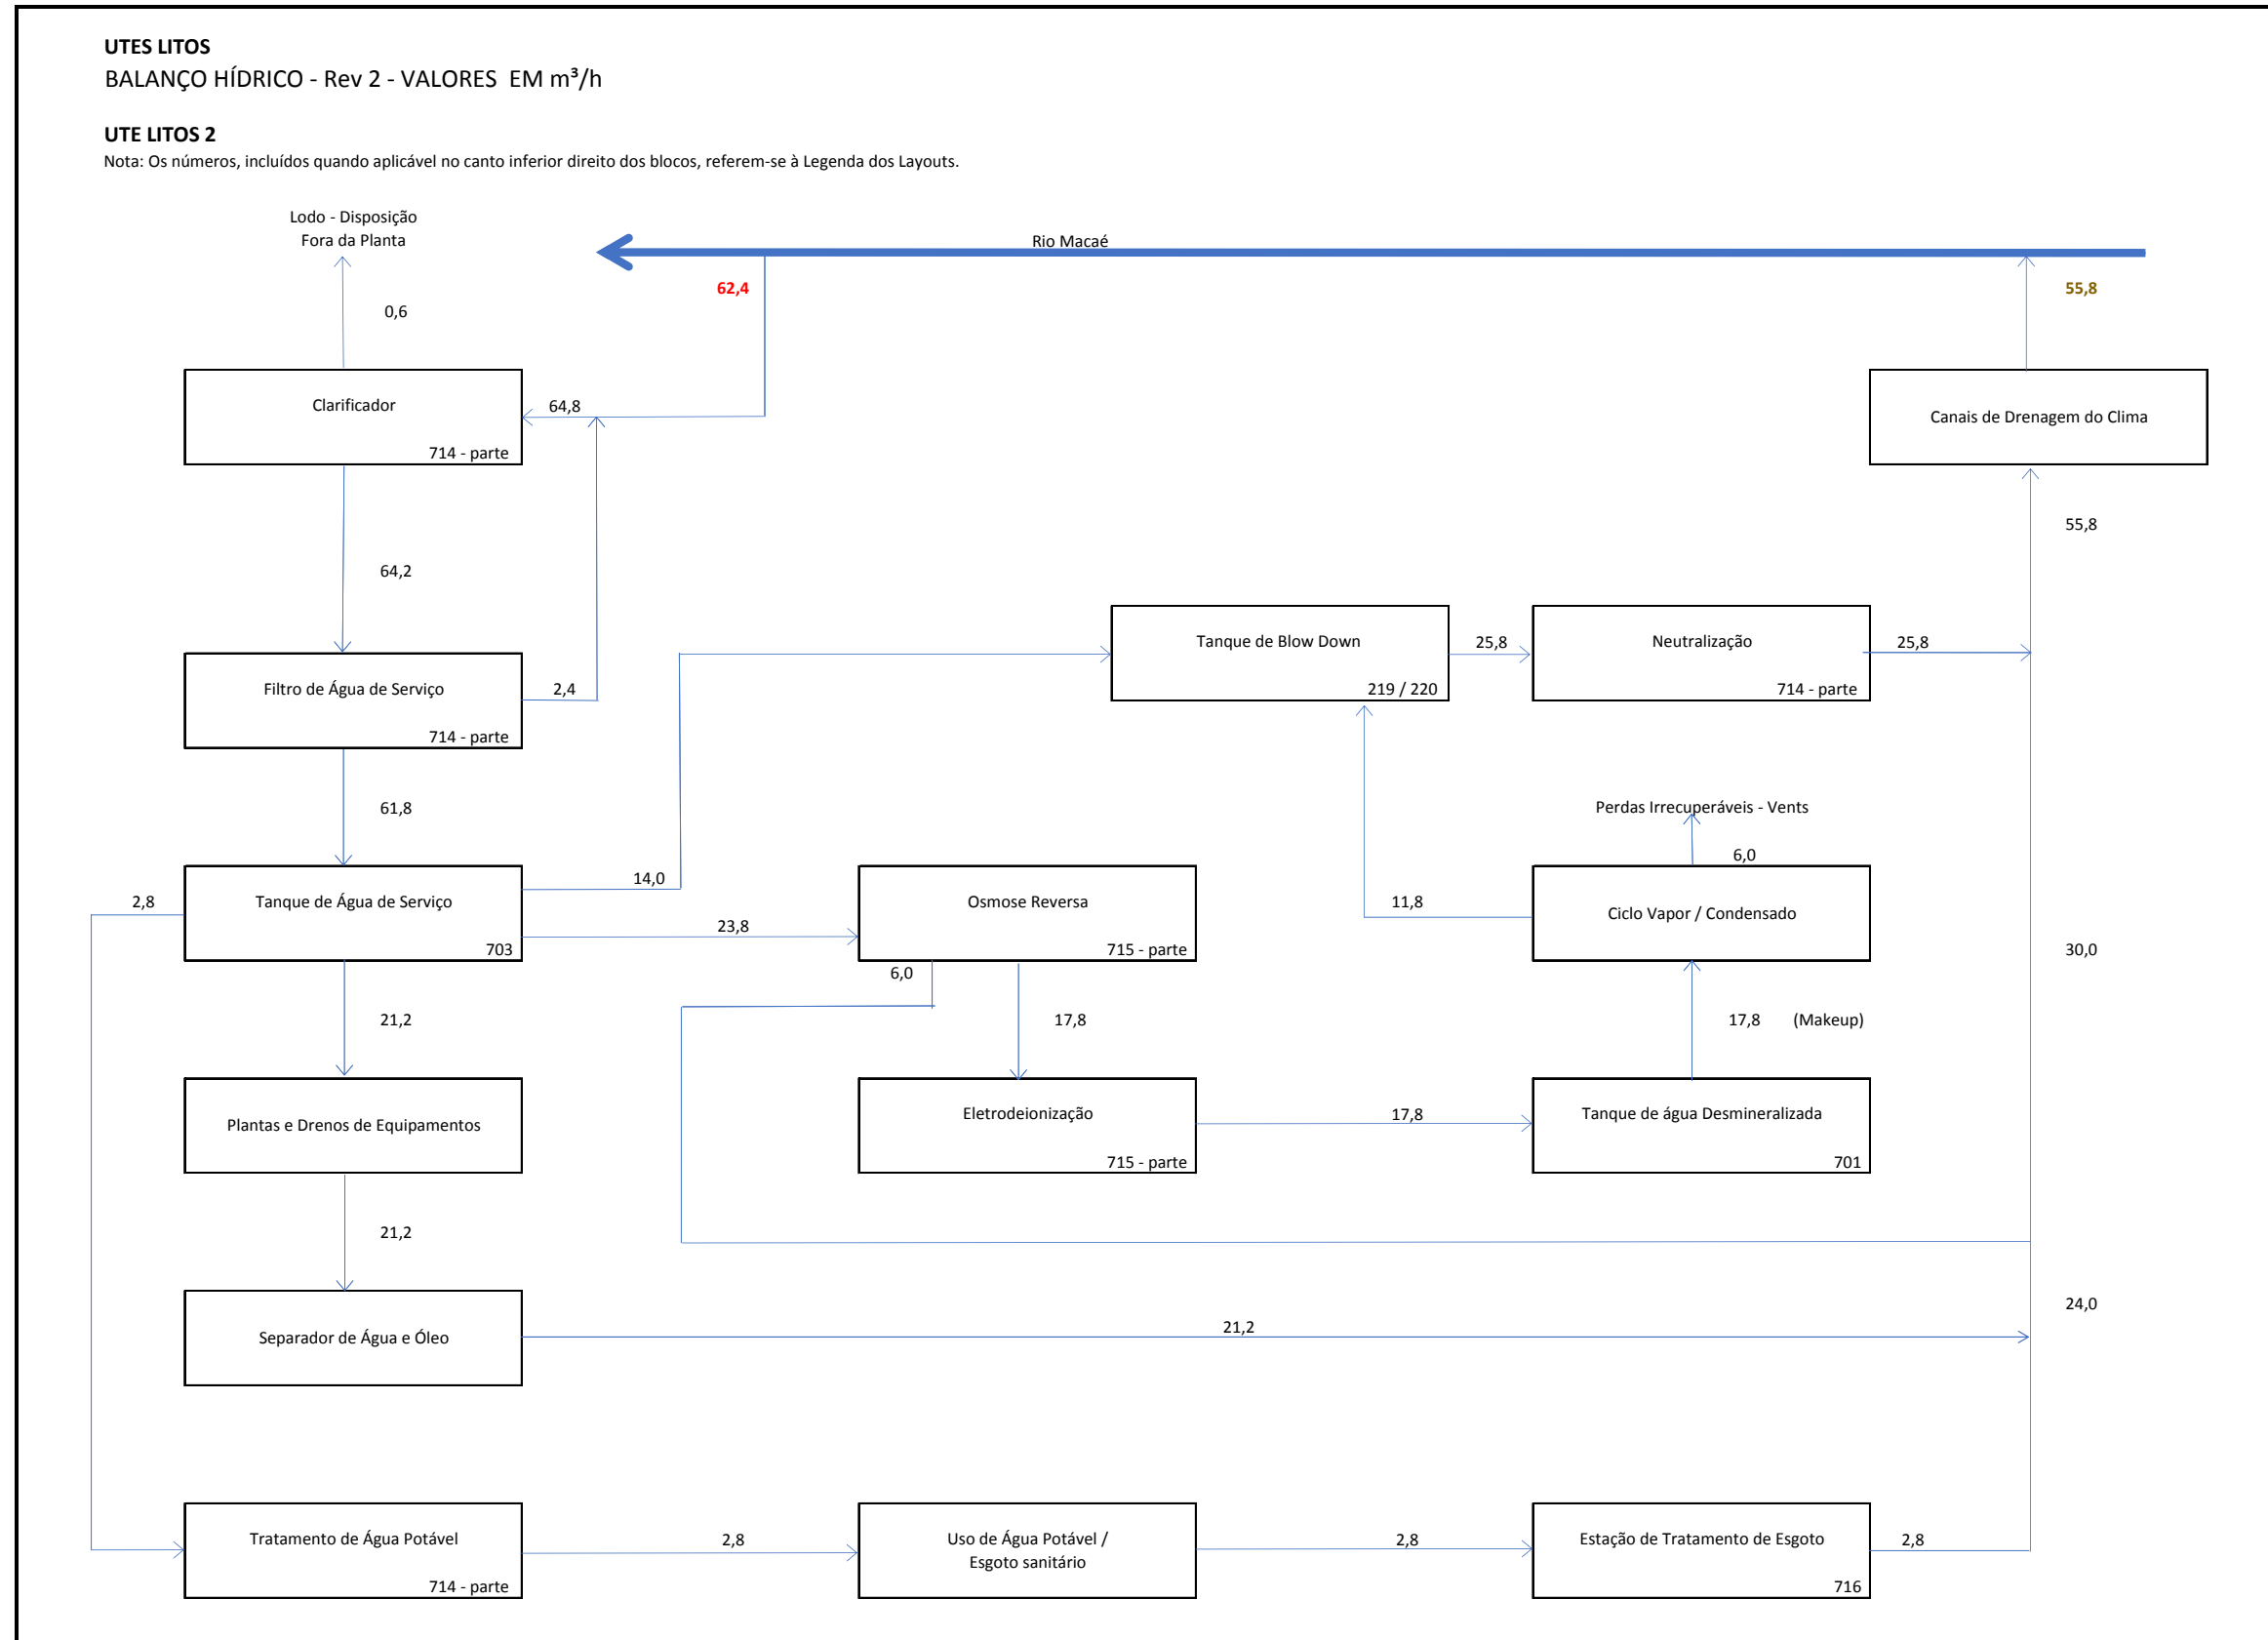 UTES LITOS
BALANÇO HÍDRICO - Rev 2 - VALORES EM m³/h
UTE LITOS 2
Nota: Os números, incluídos quando aplicável no canto inferior direito dos blocos, referem-se à Legenda dos Layouts.
Lodo - Disposição
Fora da Planta
Rio Macaé
62,4
55,8
0,6
Clarificador
714 - parte
64,8
Canais de Drenagem do Clima
55,8
64,2
Tanque de Blow Down
219 / 220
25,8
Neutralização
714 - parte
25,8
Filtro de Água de Serviço
714 - parte
2,4
61,8
Perdas Irrecuperáveis - Vents
6,0
2,8
Tanque de Água de Serviço
703
14,0
23,8
Osmose Reversa
715 - parte
11,8
Ciclo Vapor / Condensado
30,0
6,0
21,2
17,8
17,8 (Makeup)
Plantas e Drenos de Equipamentos
Eletrodeionização
715 - parte
17,8
Tanque de água Desmineralizada
701
21,2
24,0
Separador de Água e Óleo
21,2
Tratamento de Água Potável
714 - parte
2,8
Uso de Água Potável /
Esgoto sanitário
2,8
Estação de Tratamento de Esgoto
716
2,8